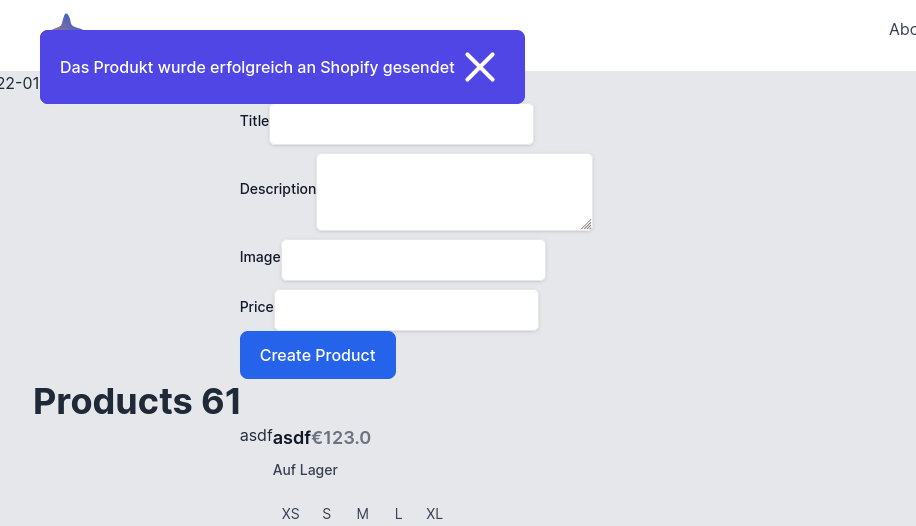 Abo
Das Produkt wurde erfolgreich an Shopify gesendet
22-01
Title
Description
Image
Price
Create Product
Products 61
asdf asdf €123.0
Auf Lager
XS S M L XL